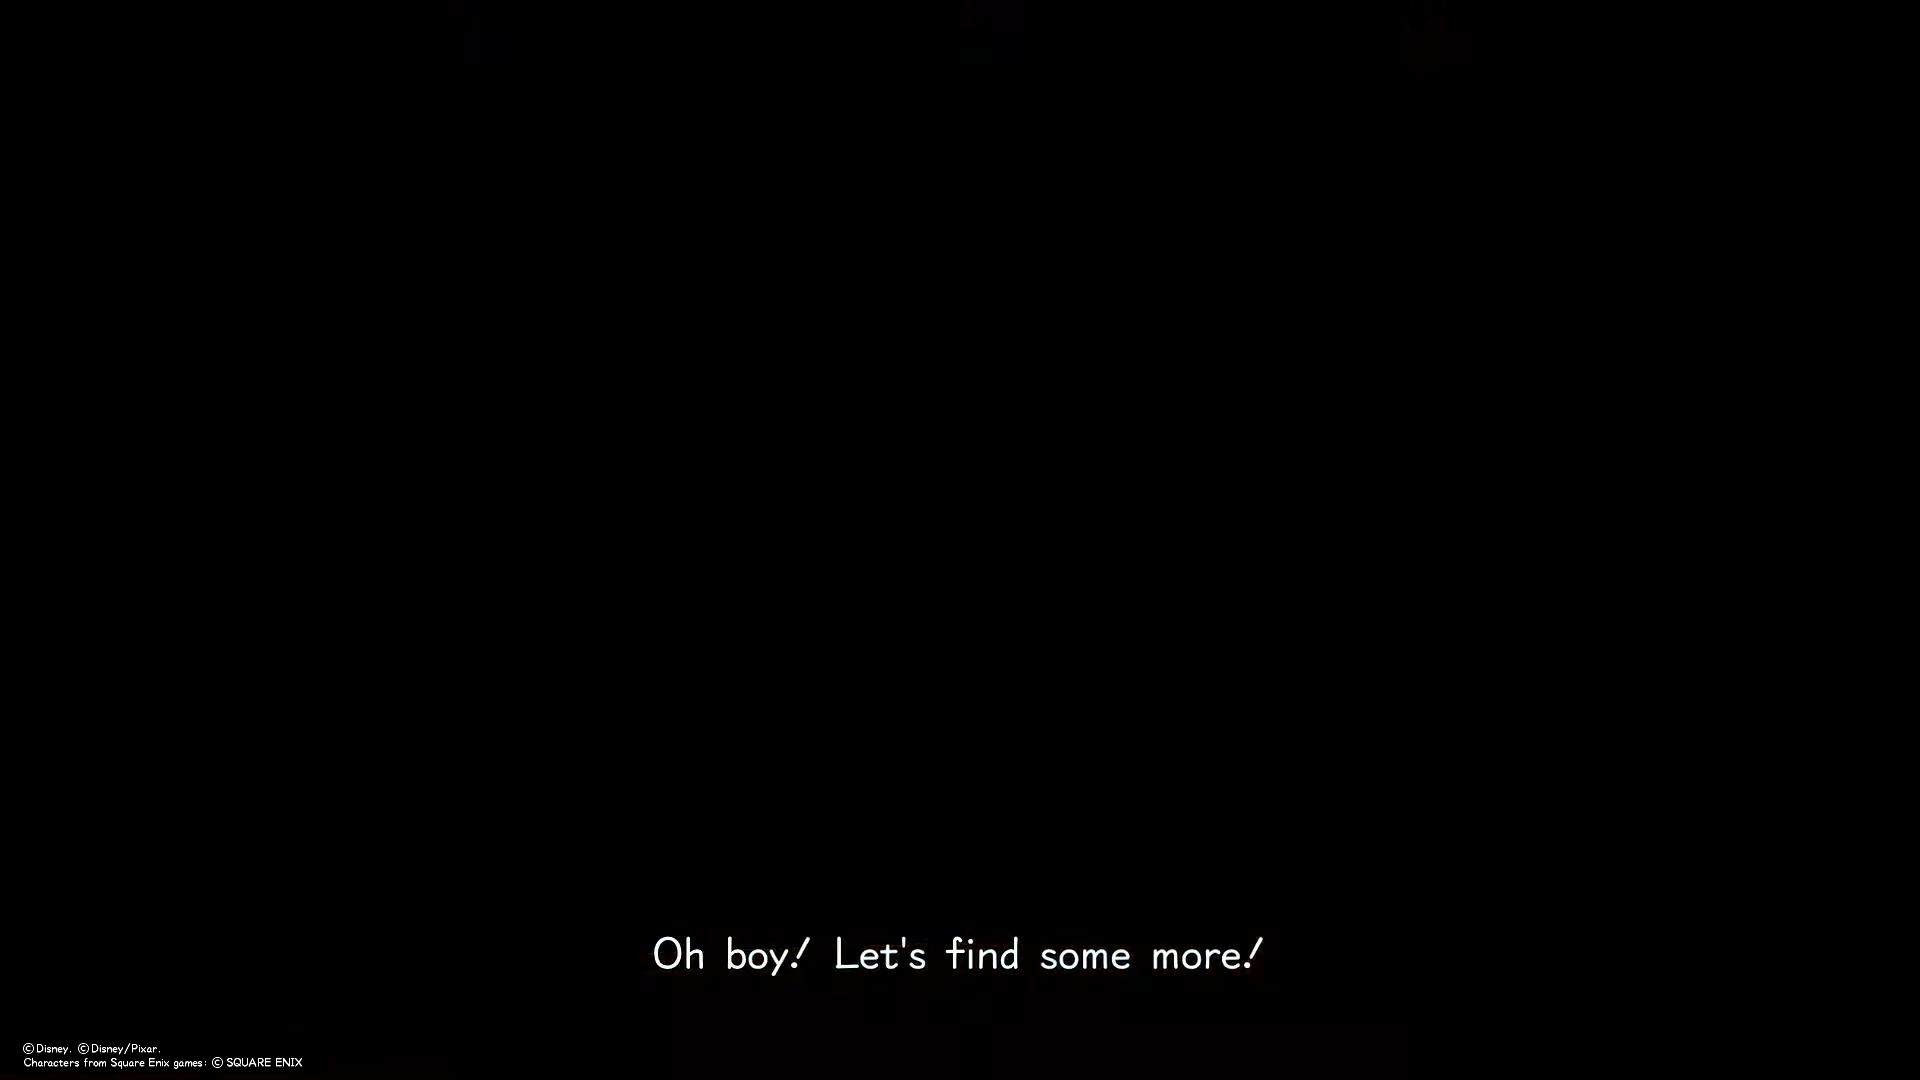 Oh boy! Let's find some more!
©Disney. ©Disney/Pixar.
Characters from Square Enix games: © SQUARE ENIX